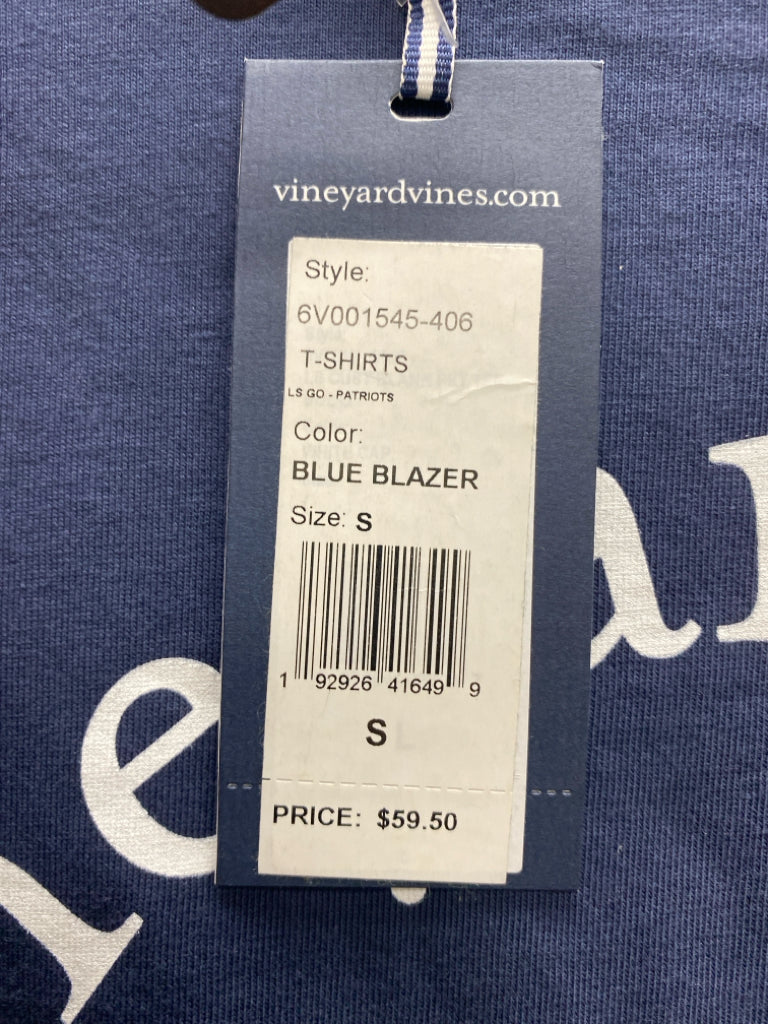 vineyardvines.com
Style:
6V001545-406
T-SHIRTS
LS GO - PATRIOTS
Color:
BLUE BLAZER
Size: S
1 92926 41649 9
S
PRICE: $59.50